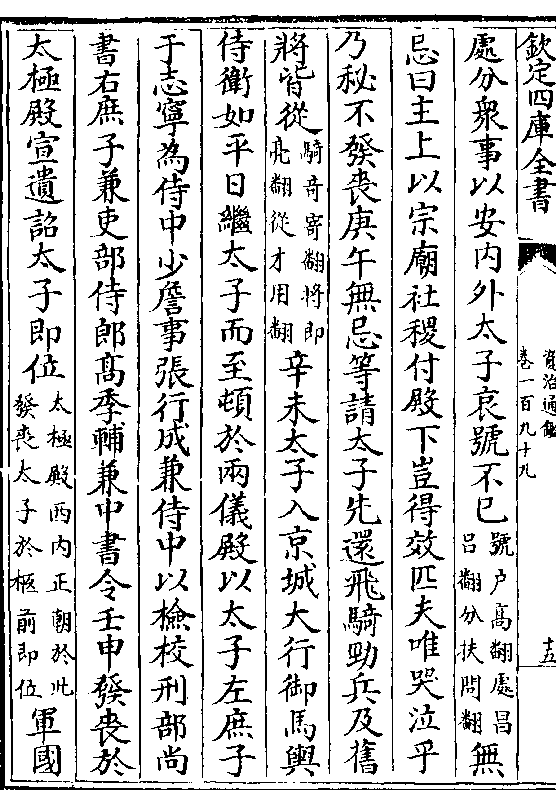 欽定四庫全書
資治通鑑
卷一百九十九
十五
處分衆事以安内外太子哀號不已號户高翻處昌吕翻分扶問翻無
忌曰主上以宗廟社稷付殿下豈得效匹夫唯哭泣乎
乃秘不發喪庚午無忌等請太子先還飛騎勁兵及舊
將皆從騎奇寄翻將即亮翻從才用翻辛未太子入京城大行御馬輿
侍衛如平日繼太子而至頓於兩儀殿以太子左庶子
于志寧為侍中少詹事張行成兼侍中以檢校刑部尚
書右庶子兼吏部侍郎髙季輔兼中書令壬申發喪於
太極殿宣遺詔太子即位太極殿西内正朝於此發喪太子於柩前即位軍國